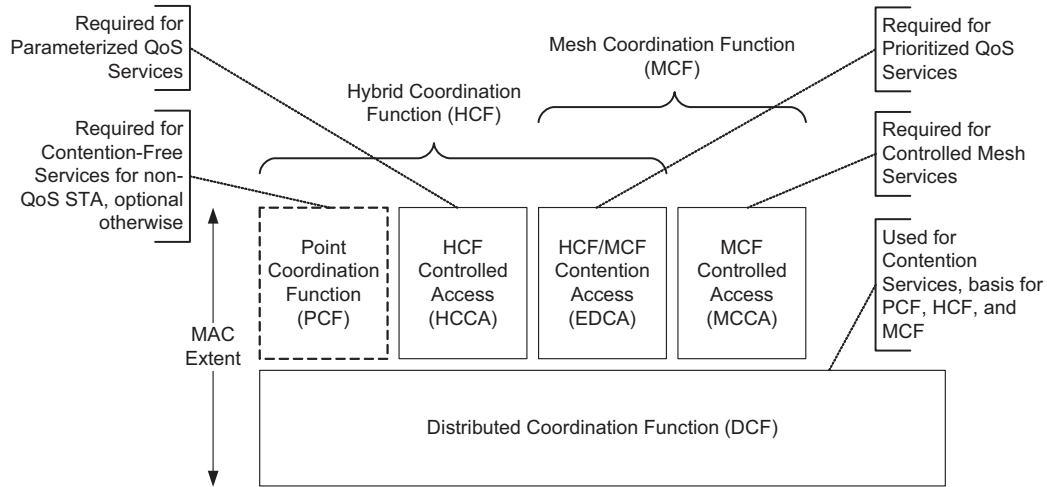 Required for
Parameterized QoS
Services
Mesh Coordination Function
(MCF)
Required for
Prioritized QoS
Services
Hybrid Coordination
Function (HCF)
Required for
Contention-Free
Services for non-
QoS STA, optional
otherwise
Required for
Controlled Mesh
Services
Point
Coordination
Function
(PCF)
HCF
Controlled
Access
(HCCA)
HCF/MCF
Contention
Access
(EDCA)
MCF
Controlled
Access
(MCCA)
Used for
Contention
Services, basis for
PCF, HCF, and
MCF
MAC
Extent
Distributed Coordination Function (DCF)